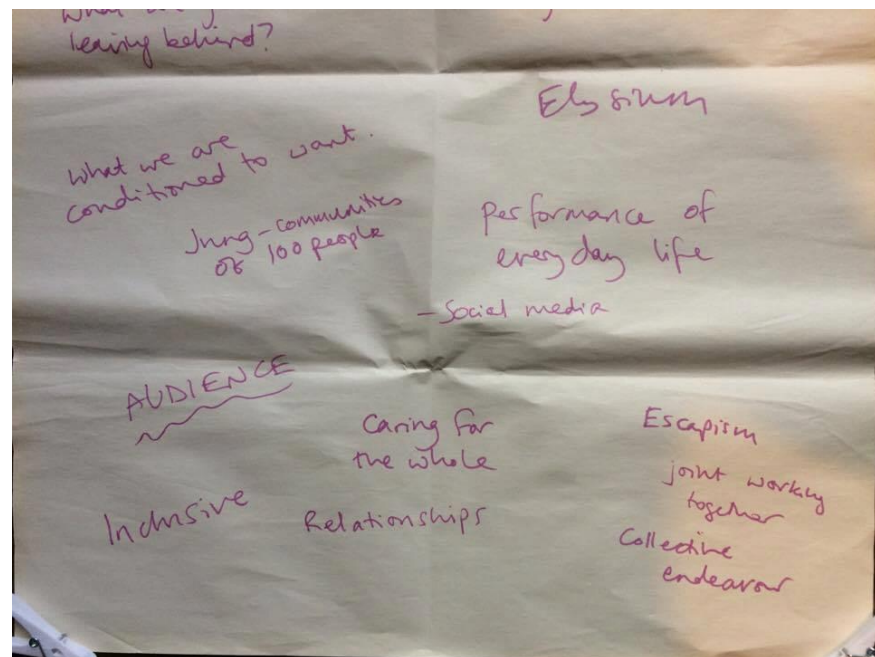 leaving behind?
Elysium
What we are
conditioned to want.
Jung - communities
of 100 people
performance of
everyday life
- Social media
AUDIENCE
Caring for
the whole
Escapism
joint working
together
Inclusive
Relationships
Collective
endeavour